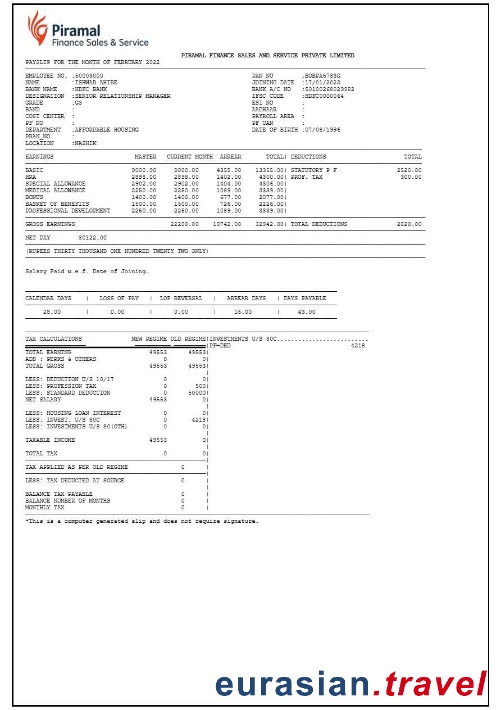 Piramal
Finance Sales & Service
PIRAMAL FINANCE SALES AND SERVICE PRIVATE LIMITED
PAYSLIP FOR THE MONTH OF FEBRUARY 2022
EMPLOYEE NO. PAN NO
NAME JOINING DATE :17/01/2022
BANK NAME :HDFC BANK BANK A/C NO
DESIGNATION :SENIOR RELATIONSHIP MANAGER IFSC CODE
GRADE :GS ESI NO :
BAND : AADHAAR :
COST CENTER : PAYROLL AREA :
PF NO : PF UAN :
DEPARTMENT :AFFORDABLE HOUSING DATE OF BIRTH
PRAN_NO
LOCATION :NASHIK
EARNINGS MASTER CURRENT MONTH ARREAR TOTAL| DEDUCTIONS TOTAL
BASIC 9000.00 9000.00 4355.00 13355.00| STATUTORY P F 2520.00
HRA 2898.00 2898.00 1402.00 4300.00| PROF. TAX 300.00
SPECIAL ALLOWANCE 2902.00 2902.00 1404.00 4306.00|
MEDICAL ALLOWANCE 2250.00 2250.00 1089.00 3339.00|
BONUS 1400.00 1400.00 677.00 2077.00|
BASKET OF BENEFITS 1500.00 1500.00 726.00 2226.00|
PROFESSIONAL DEVELOPMENT 2250.00 2250.00 1089.00 3339.00|
GROSS EARNINGS 22200.00 10742.00 32942.00| TOTAL DEDUCTIONS 2820.00
NET PAY 30122.00
(RUPEES THIRTY THOUSAND ONE HUNDRED TWENTY TWO ONLY)
Salary Paid w.e.f. Date of Joining.
CALENDAR DAYS | LOSS OF PAY | LOP REVERSAL | ARREAR DAYS | DAYS PAYABLE
28.00 | 0.00 | 0.00 | 15.00 | 43.00
TAX CALCULATIONS NEW REGIME OLD REGIME|INVESTMENTS U/S 80C...........................
|PF-DED 4218
TOTAL EARNING 49553 49553|
ADD : PERKS & OTHERS 0 0|
TOTAL GROSS 49553 49553|
LESS: DEDUCTION U/S 10/17 0 0|
LESS: PROFESSION TAX 0 500|
LESS: STANDARD DEDUCTION 0 50000|
NET SALARY 49553 0|
LESS: HOUSING LOAN INTEREST 0 0|
LESS: INVEST. U/S 80C 0 4218|
LESS: INVESTMENTS U/S 80(OTH) 0 0|
TAXABLE INCOME 49553 0|
TOTAL TAX 0 0|
TAX APPLIED AS PER OLD REGIME 0 |
LESS: TAX DEDUCTED AT SOURCE 0 |
BALANCE TAX PAYABLE 0 |
BALANCE NUMBER OF MONTHS 0 |
MONTHLY TAX 0 |
*This is a computer generated slip and does not require signature.
eurasian.travel